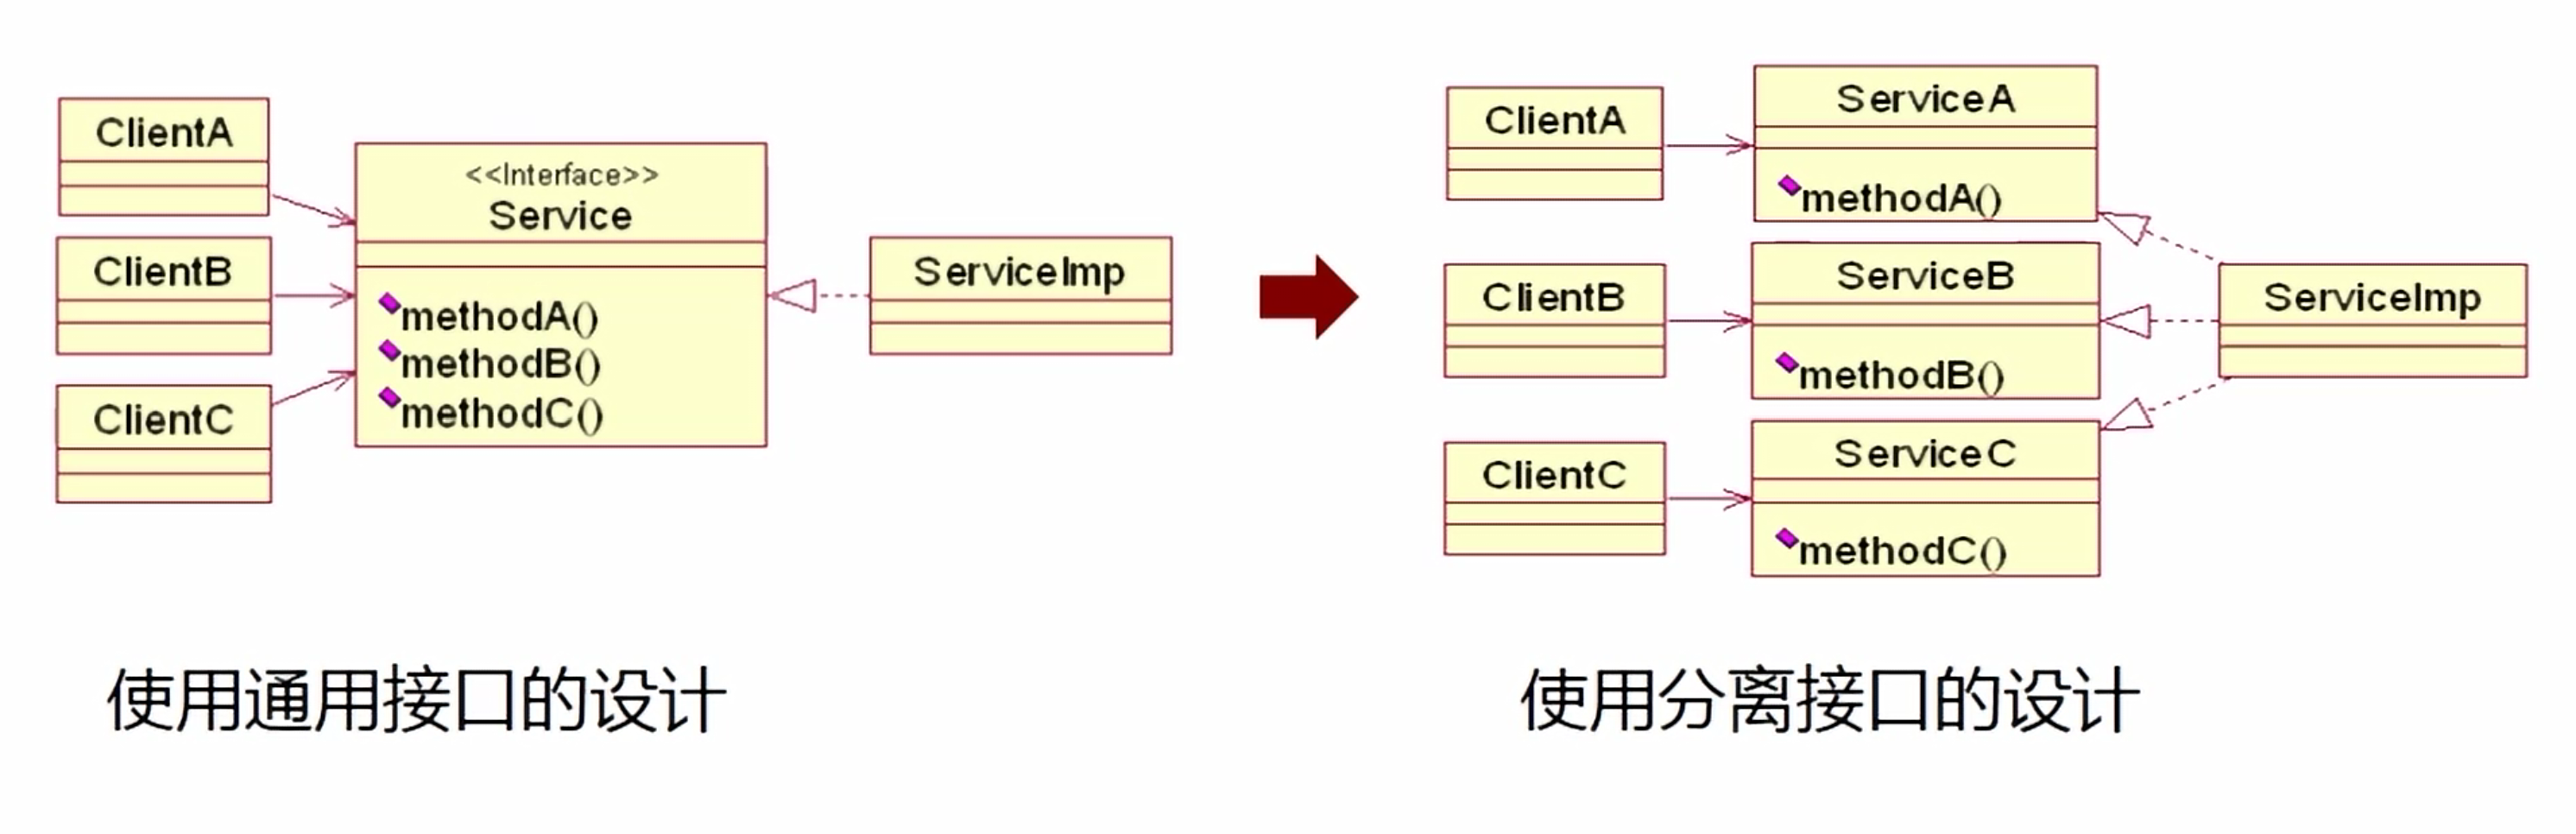 ClientA
ClientB
ClientC
<<Interface>>
Service
methodA()
methodB()
methodC()
ServiceImp
使用通用接口的设计
ClientA
ServiceA
methodA()
ClientB
ServiceB
methodB()
ClientC
ServiceC
methodC()
ServiceImp
使用分离接口的设计